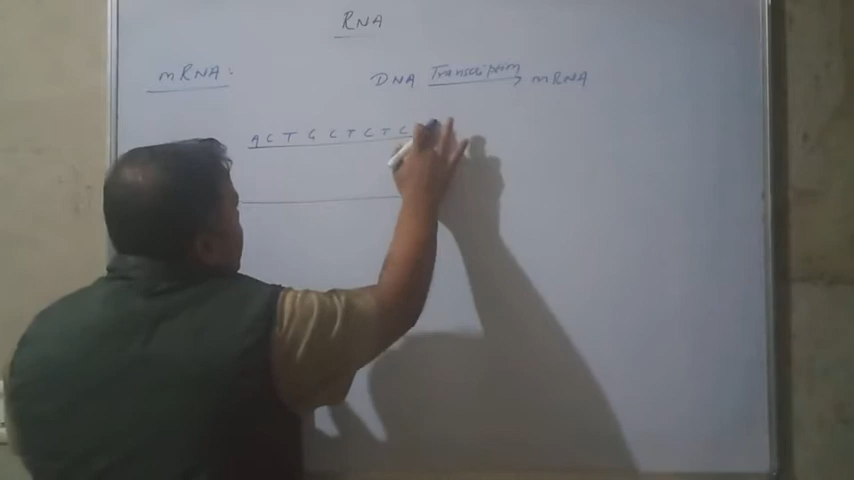 RNA
mRNA:
DNA Transcription mRNA
A C T G C T C T C